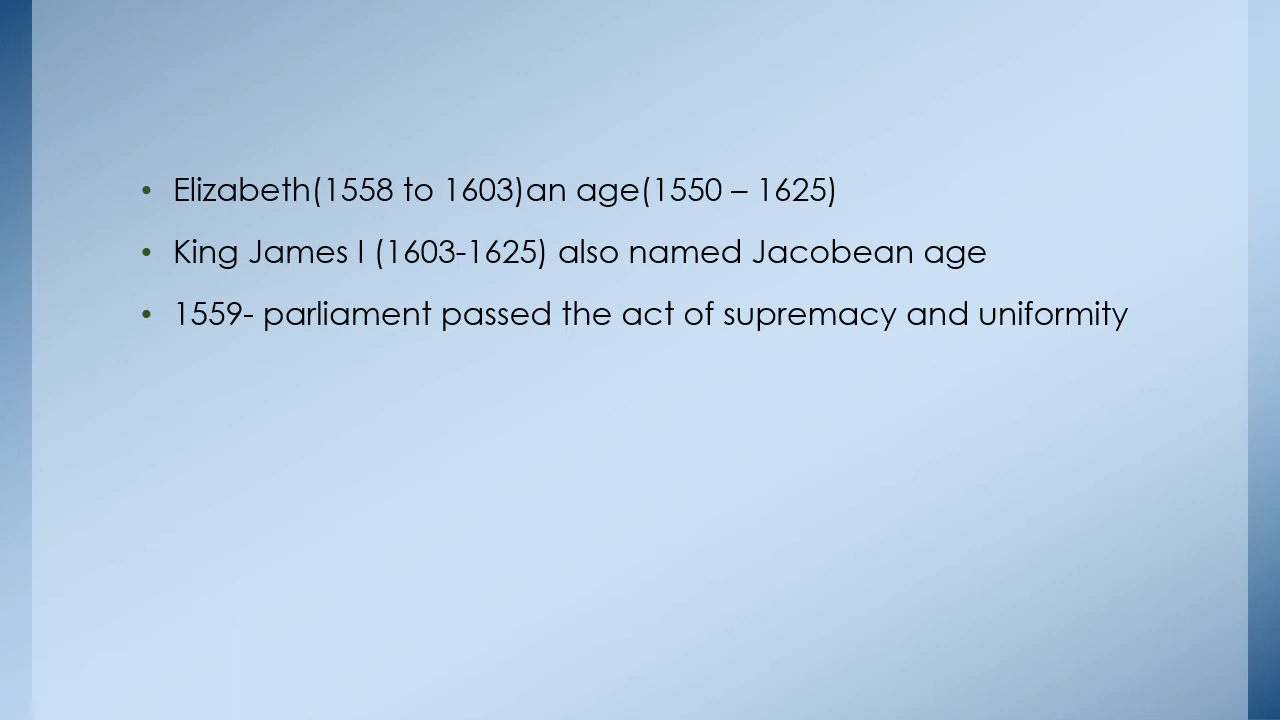 • Elizabeth(1558 to 1603)an age(1550 – 1625)
• King James I (1603-1625) also named Jacobean age
• 1559- parliament passed the act of supremacy and uniformity